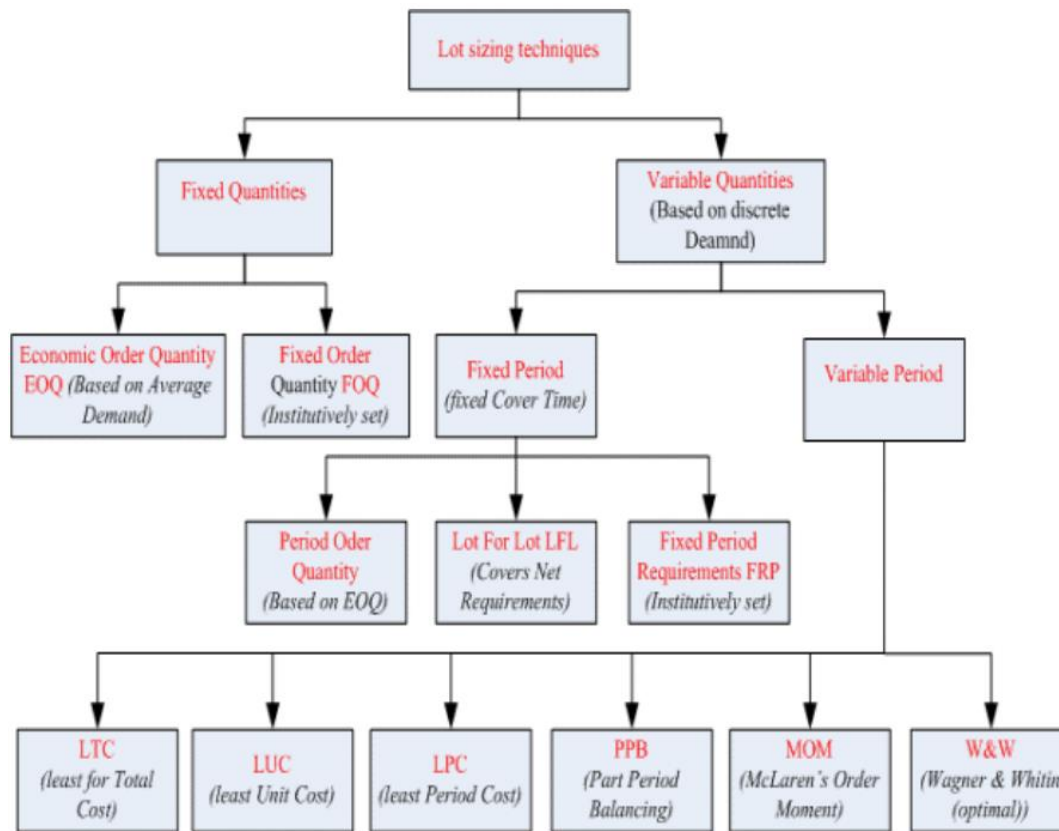 Lot sizing techniques
Fixed Quantities
Variable Quantities
(Based on discrete
Deamnd)
Economic Order Quantity
EOQ (Based on Average
Demand)
Fixed Order
Quantity FOQ
(Institutively set)
Fixed Period
(fixed Cover Time)
Variable Period
Period Oder
Quantity
(Based on EOQ)
Lot For Lot LFL
(Covers Net
Requirements)
Fixed Period
Requirements FRP
(Institutively set)
LTC
(least for Total
Cost)
LUC
(least Unit Cost)
LPC
(least Period Cost)
PPB
(Part Period
Balancing)
MOM
(McLaren´s Order
Moment)
W&W
(Wagner & Whitin
(optimal))